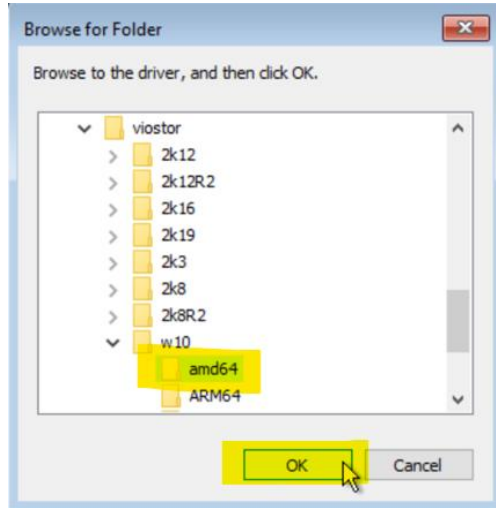 Browse for Folder
Browse to the driver, and then click OK.
viostor
2k12
2k12R2
2k16
2k19
2k3
2k8
2k8R2
w10
amd64
ARM64
OK Cancel